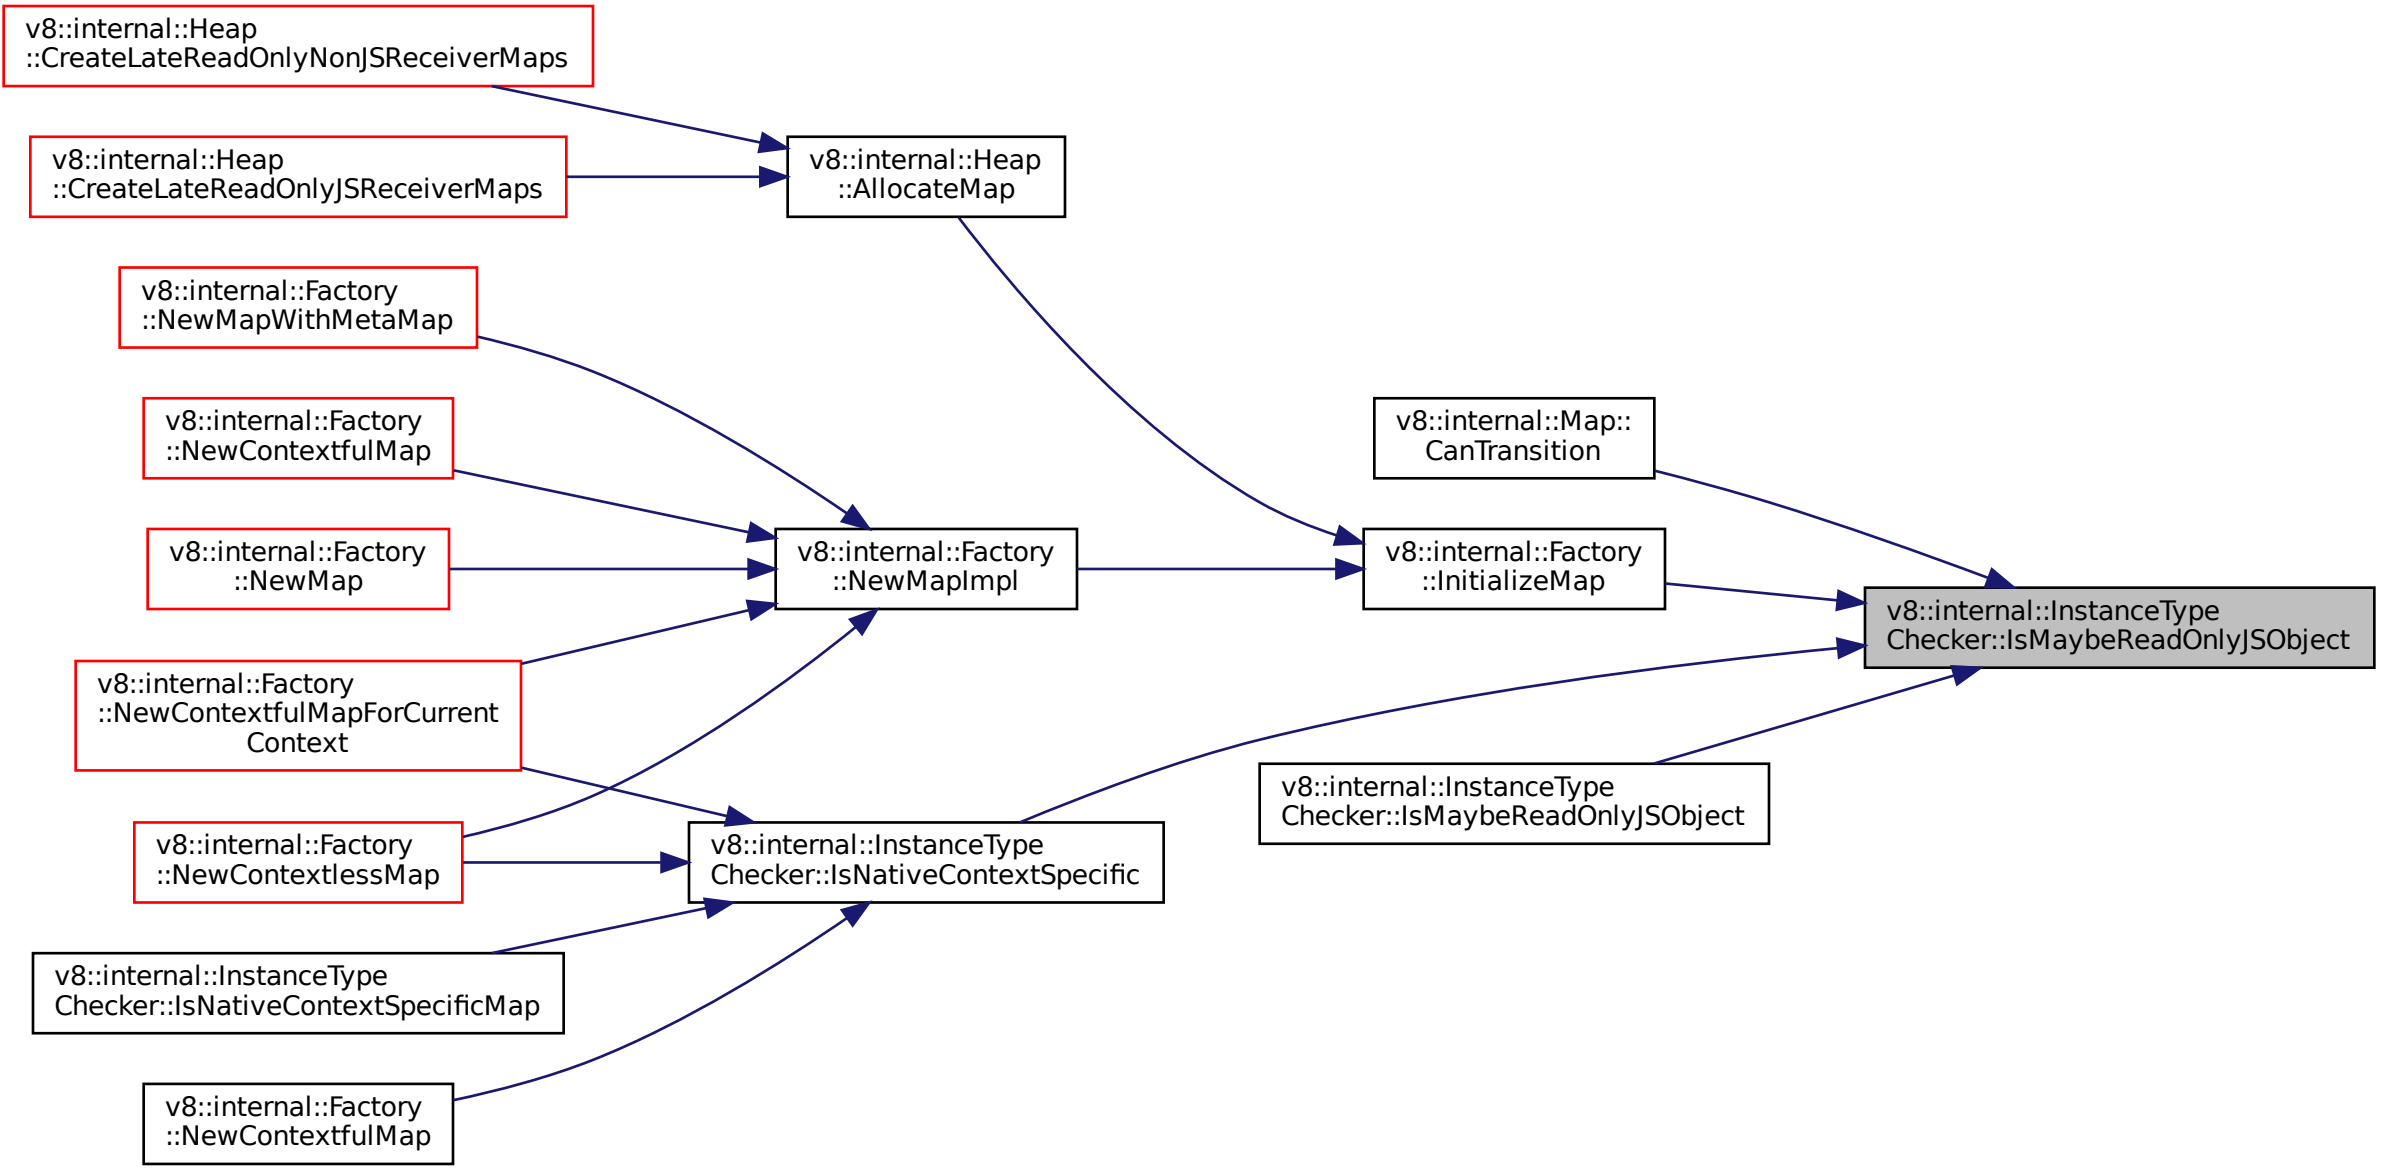 v8::internal::Heap
::CreateLateReadOnlyNonJSReceiverMaps
v8::internal::Heap
::CreateLateReadOnlyJSReceiverMaps
v8::internal::Heap
::AllocateMap
v8::internal::Factory
::NewMapWithMetaMap
v8::internal::Factory
::NewContextfulMap
v8::internal::Map::
CanTransition
v8::internal::Factory
::NewMap
v8::internal::Factory
::NewMapImpl
v8::internal::Factory
::InitializeMap
v8::internal::InstanceType
Checker::IsMaybeReadOnlyJSObject
v8::internal::Factory
::NewContextfulMapForCurrent
Context
v8::internal::InstanceType
Checker::IsMaybeReadOnlyJSObject
v8::internal::Factory
::NewContextlessMap
v8::internal::InstanceType
Checker::IsNativeContextSpecific
v8::internal::InstanceType
Checker::IsNativeContextSpecificMap
v8::internal::Factory
::NewContextfulMap